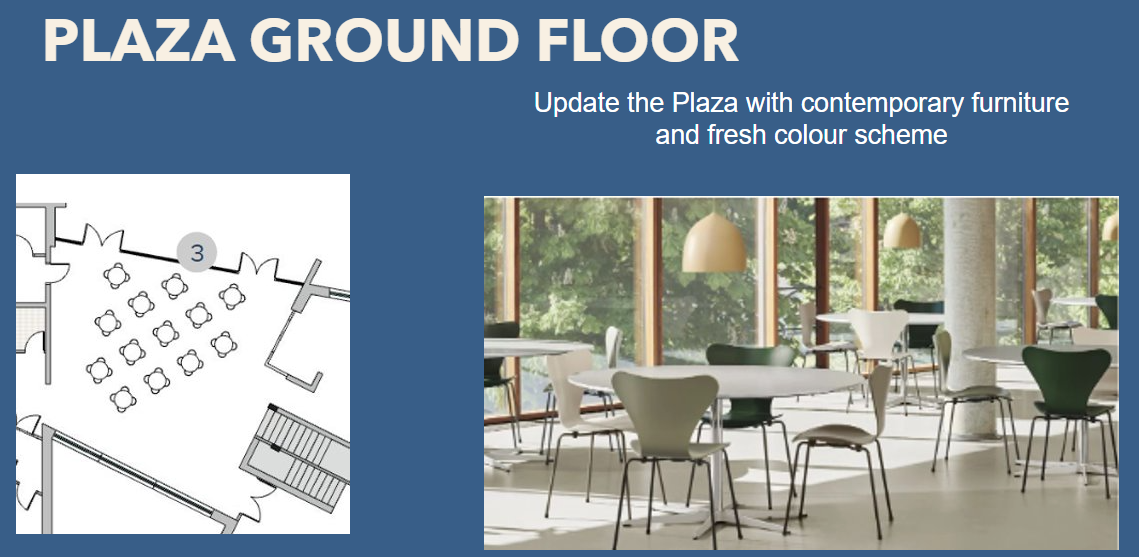 PLAZA GROUND FLOOR
Update the Plaza with contemporary furniture
and fresh colour scheme
3